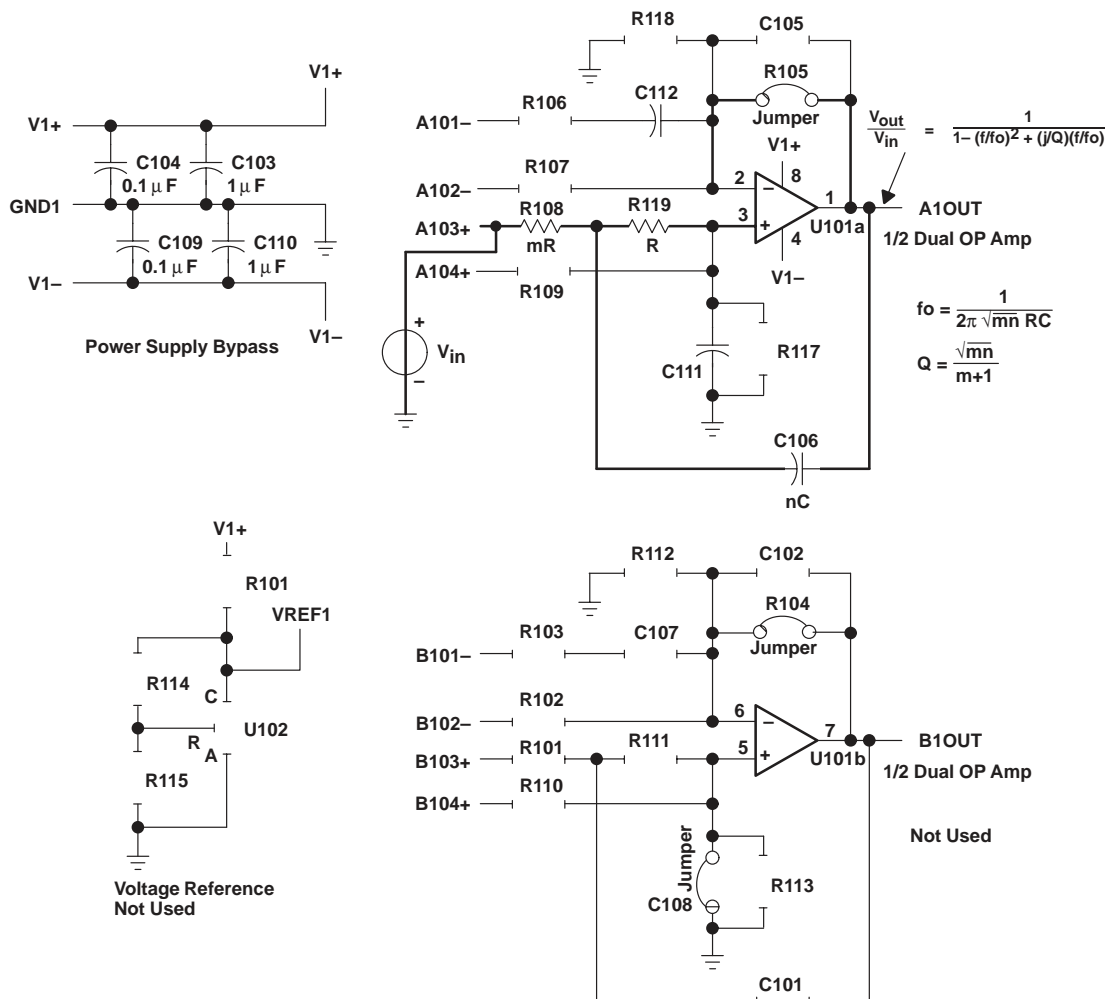 V1+
V1+
C104
C103
0.1 μF
1μF
GND1
C109
C110
0.1 μF
1μF
V1–
V1–
Power Supply Bypass
R118
C105
R105
Jumper
R106
C112
A101–
V1+
8
R107
A102–
2
–
1
R108
R119
A103+
3
+
U101a
A1OUT
mR
R
4
1/2 Dual OP Amp
A104+
R109
V1–
Vout/Vin = 1/(1– (f/fo)2 + (j/Q)(f/fo))
+
Vin
–
C111
R117
fo = 1/(2π √mn RC)
Q = √mn/(m+1)
C106
nC
V1+
R101
VREF1
R114
C
U102
R
A
R115
Voltage Reference
Not Used
R112
C102
R104
Jumper
R103
C107
B101–
R102
B102–
6
–
7
R101
R111
B103+
5
+
U101b
B1OUT
1/2 Dual OP Amp
R110
B104+
Not Used
Jumper
C108
R113
C101